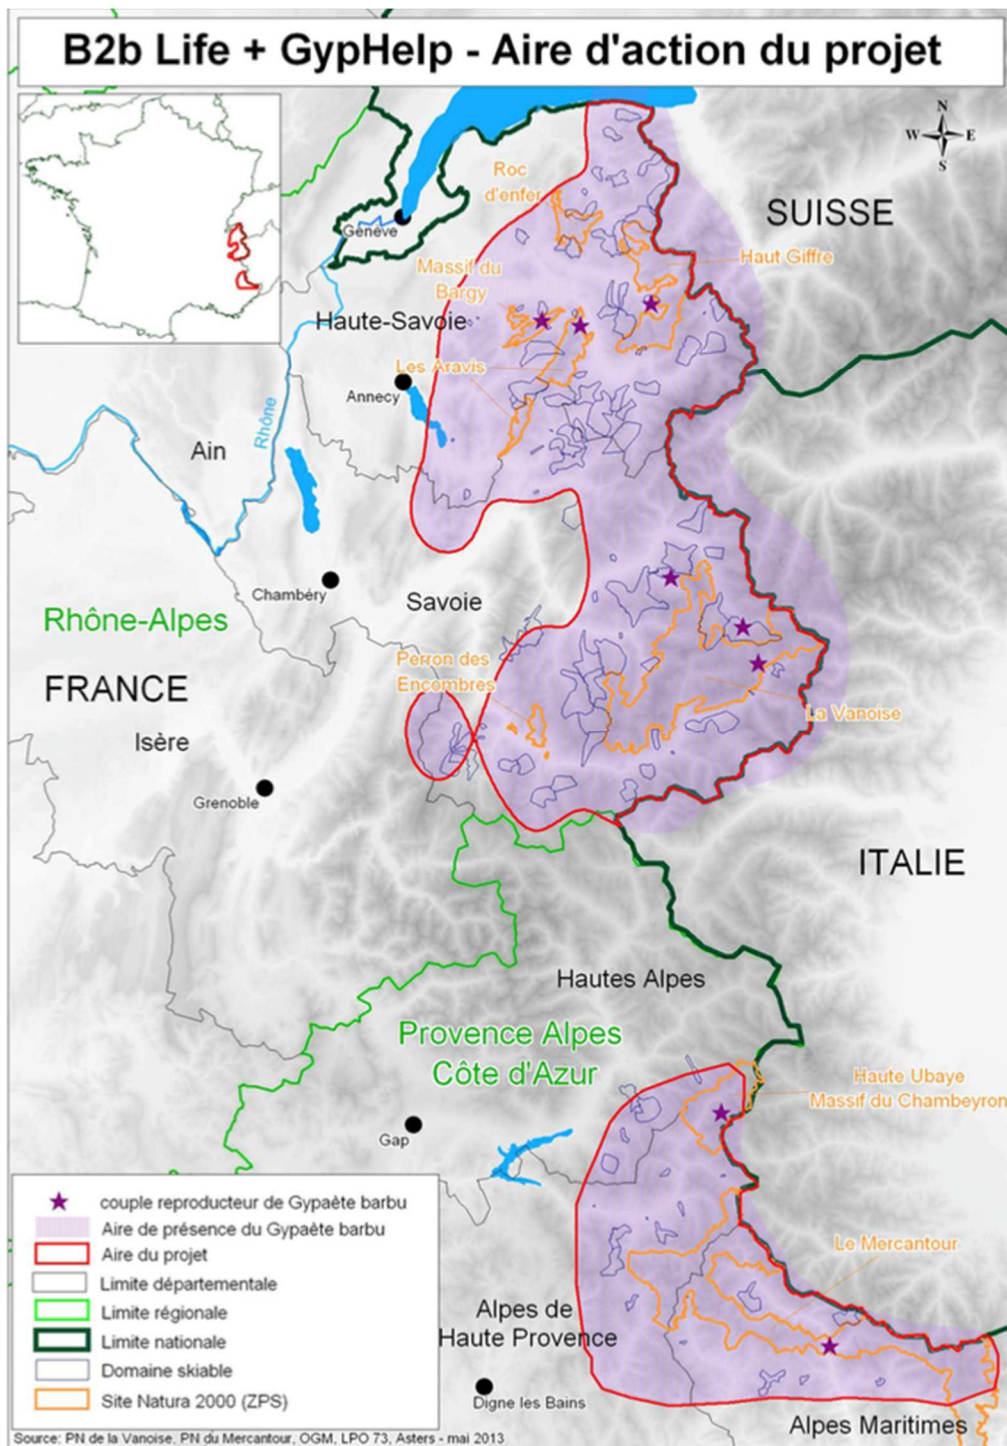 B2b Life + GypHelp - Aire d'action du projet
N
W E
S
SUISSE
Roc
d'enfer
Genève
Haut Giffre
Massif du
Bargy
Haute-Savoie
Les Aravis
Annecy
Rhône
Ain
Chambéry
Savoie
Rhône-Alpes
Perron des
Encombres
FRANCE
La Vanoise
Isère
Grenoble
ITALIE
Hautes Alpes
Provence Alpes
Côte d'Azur
Haute Ubaye
Massif du Chambeyron
Gap
Le Mercantour
Alpes de
Haute Provence
Digne les Bains
Alpes Maritimes
couple reproducteur de Gypaète barbu
Aire de présence du Gypaète barbu
Aire du projet
Limite départementale
Limite régionale
Limite nationale
Domaine skiable
Site Natura 2000 (ZPS)
Source: PN de la Vanoise, PN du Mercantour, OGM, LPO 73, Asters - mai 2013